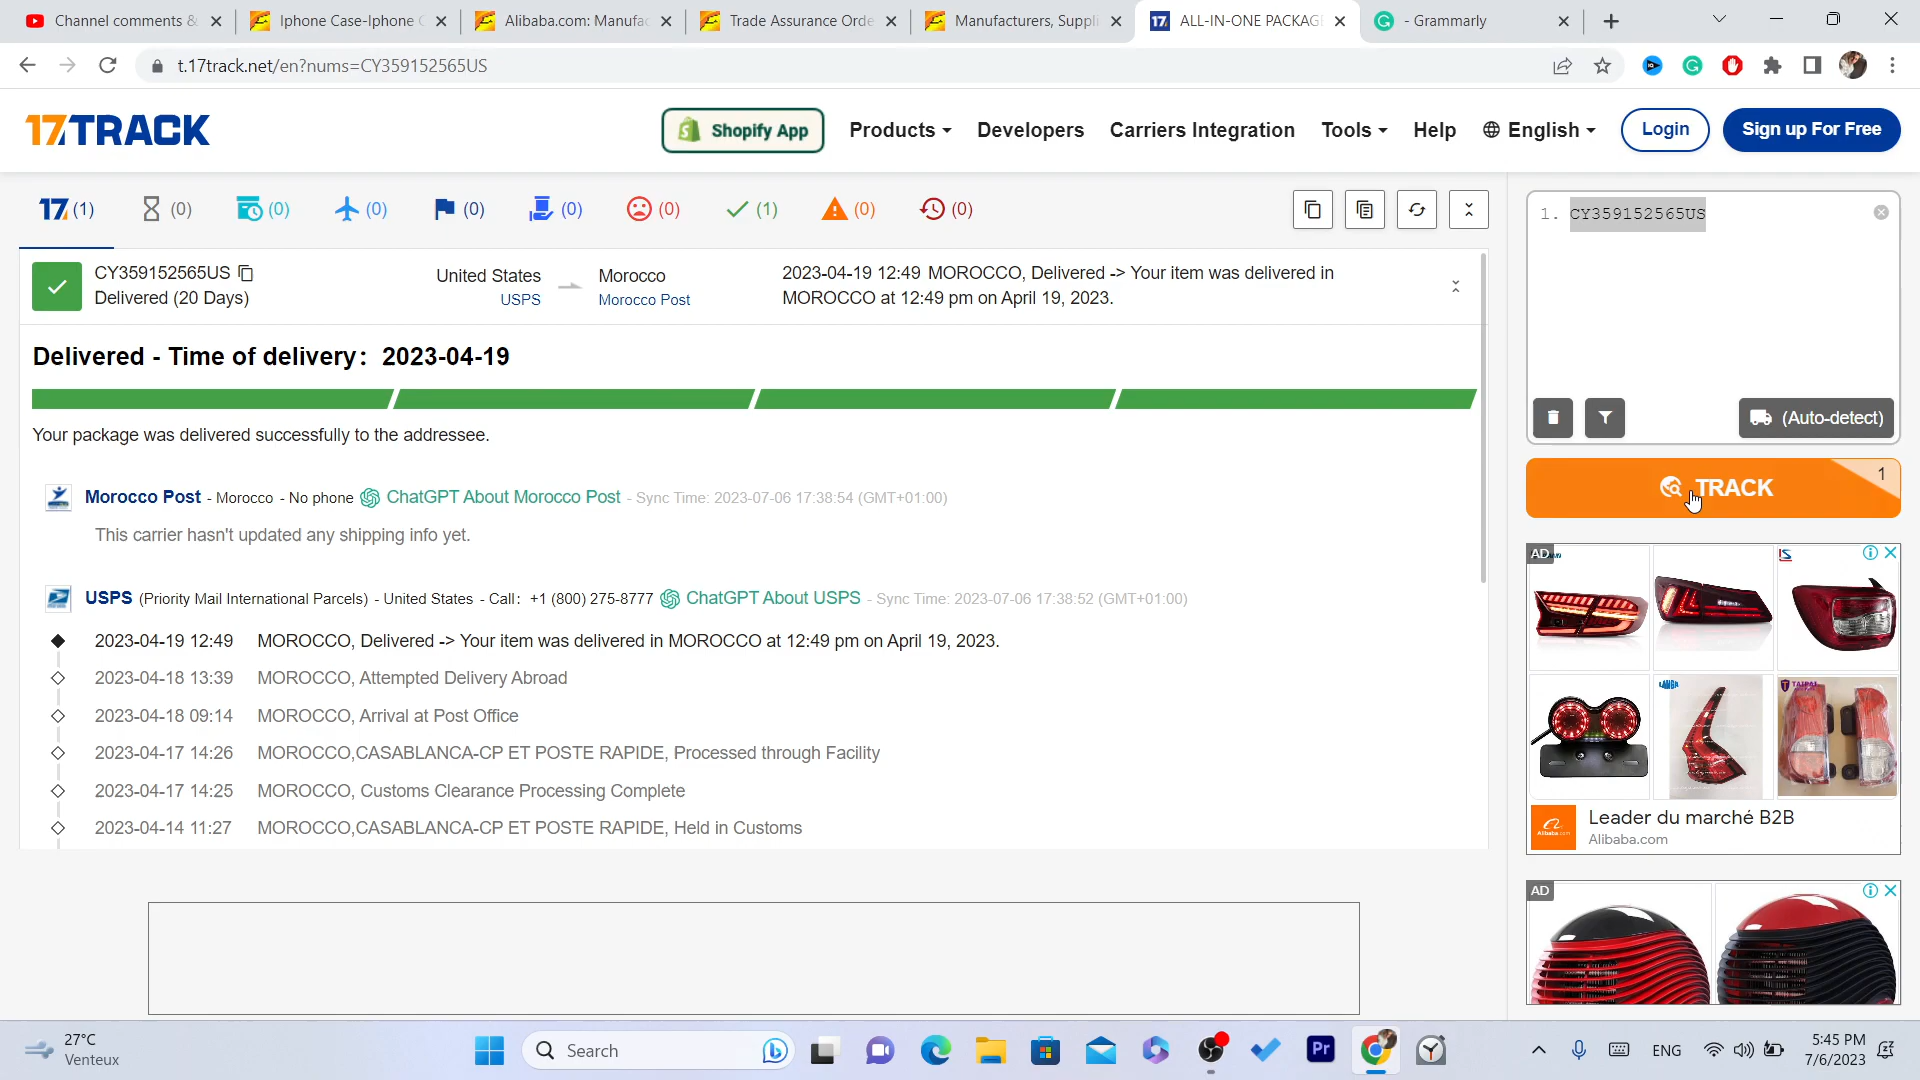 Channel comments &
Iphone Case-Iphone C
Alibaba.com: Manufac
Trade Assurance Orde
Manufacturers, Suppli
17 ALL-IN-ONE PACKAG
- Grammarly
t.17track.net/en?nums=CY359152565US
17TRACK
Shopify App
Products
Developers
Carriers Integration
Tools
Help
English
Login
Sign up For Free
17 (1)
(0)
(0)
(0)
(0)
(0)
(0)
(1)
(0)
(0)
CY359152565US
Delivered (20 Days)
United States
USPS
Morocco
Morocco Post
2023-04-19 12:49 MOROCCO, Delivered -> Your item was delivered in
MOROCCO at 12:49 pm on April 19, 2023.
Delivered - Time of delivery: 2023-04-19
Your package was delivered successfully to the addressee.
Morocco Post - Morocco - No phone ChatGPT About Morocco Post - Sync Time: 2023-07-06 17:38:54 (GMT+01:00)
This carrier hasn't updated any shipping info yet.
USPS (Priority Mail International Parcels) - United States - Call: +1 (800) 275-8777 ChatGPT About USPS - Sync Time: 2023-07-06 17:38:52 (GMT+01:00)
2023-04-19 12:49 MOROCCO, Delivered -> Your item was delivered in MOROCCO at 12:49 pm on April 19, 2023.
2023-04-18 13:39 MOROCCO, Attempted Delivery Abroad
2023-04-18 09:14 MOROCCO, Arrival at Post Office
2023-04-17 14:26 MOROCCO,CASABLANCA-CP ET POSTE RAPIDE, Processed through Facility
2023-04-17 14:25 MOROCCO, Customs Clearance Processing Complete
2023-04-14 11:27 MOROCCO,CASABLANCA-CP ET POSTE RAPIDE, Held in Customs
1. CY359152565US
(Auto-detect)
TRACK
1
AD
Leader du marché B2B
Alibaba.com
AD
27°C
Venteux
Search
Pr
ENG
5:45 PM
7/6/2023